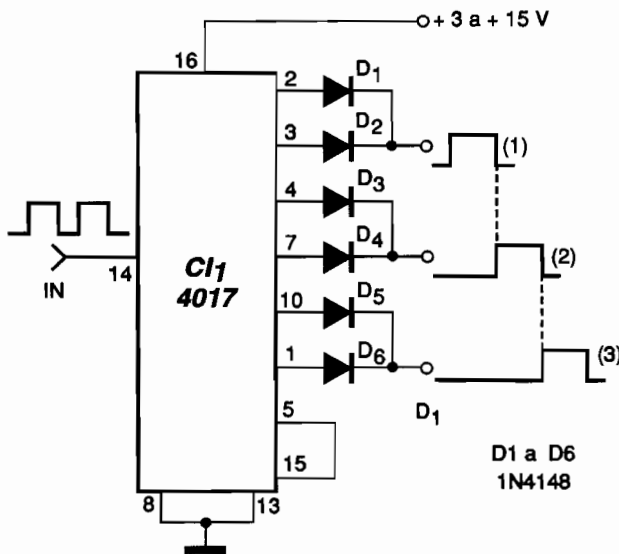 + 3 a + 15 V
16
2
D1
3
D2
(1)
4
D3
7
D4
(2)
IN
14
CI1
4017
10
D5
1
D6
(3)
5
D1
15
D1 a D6
1N4148
8
13